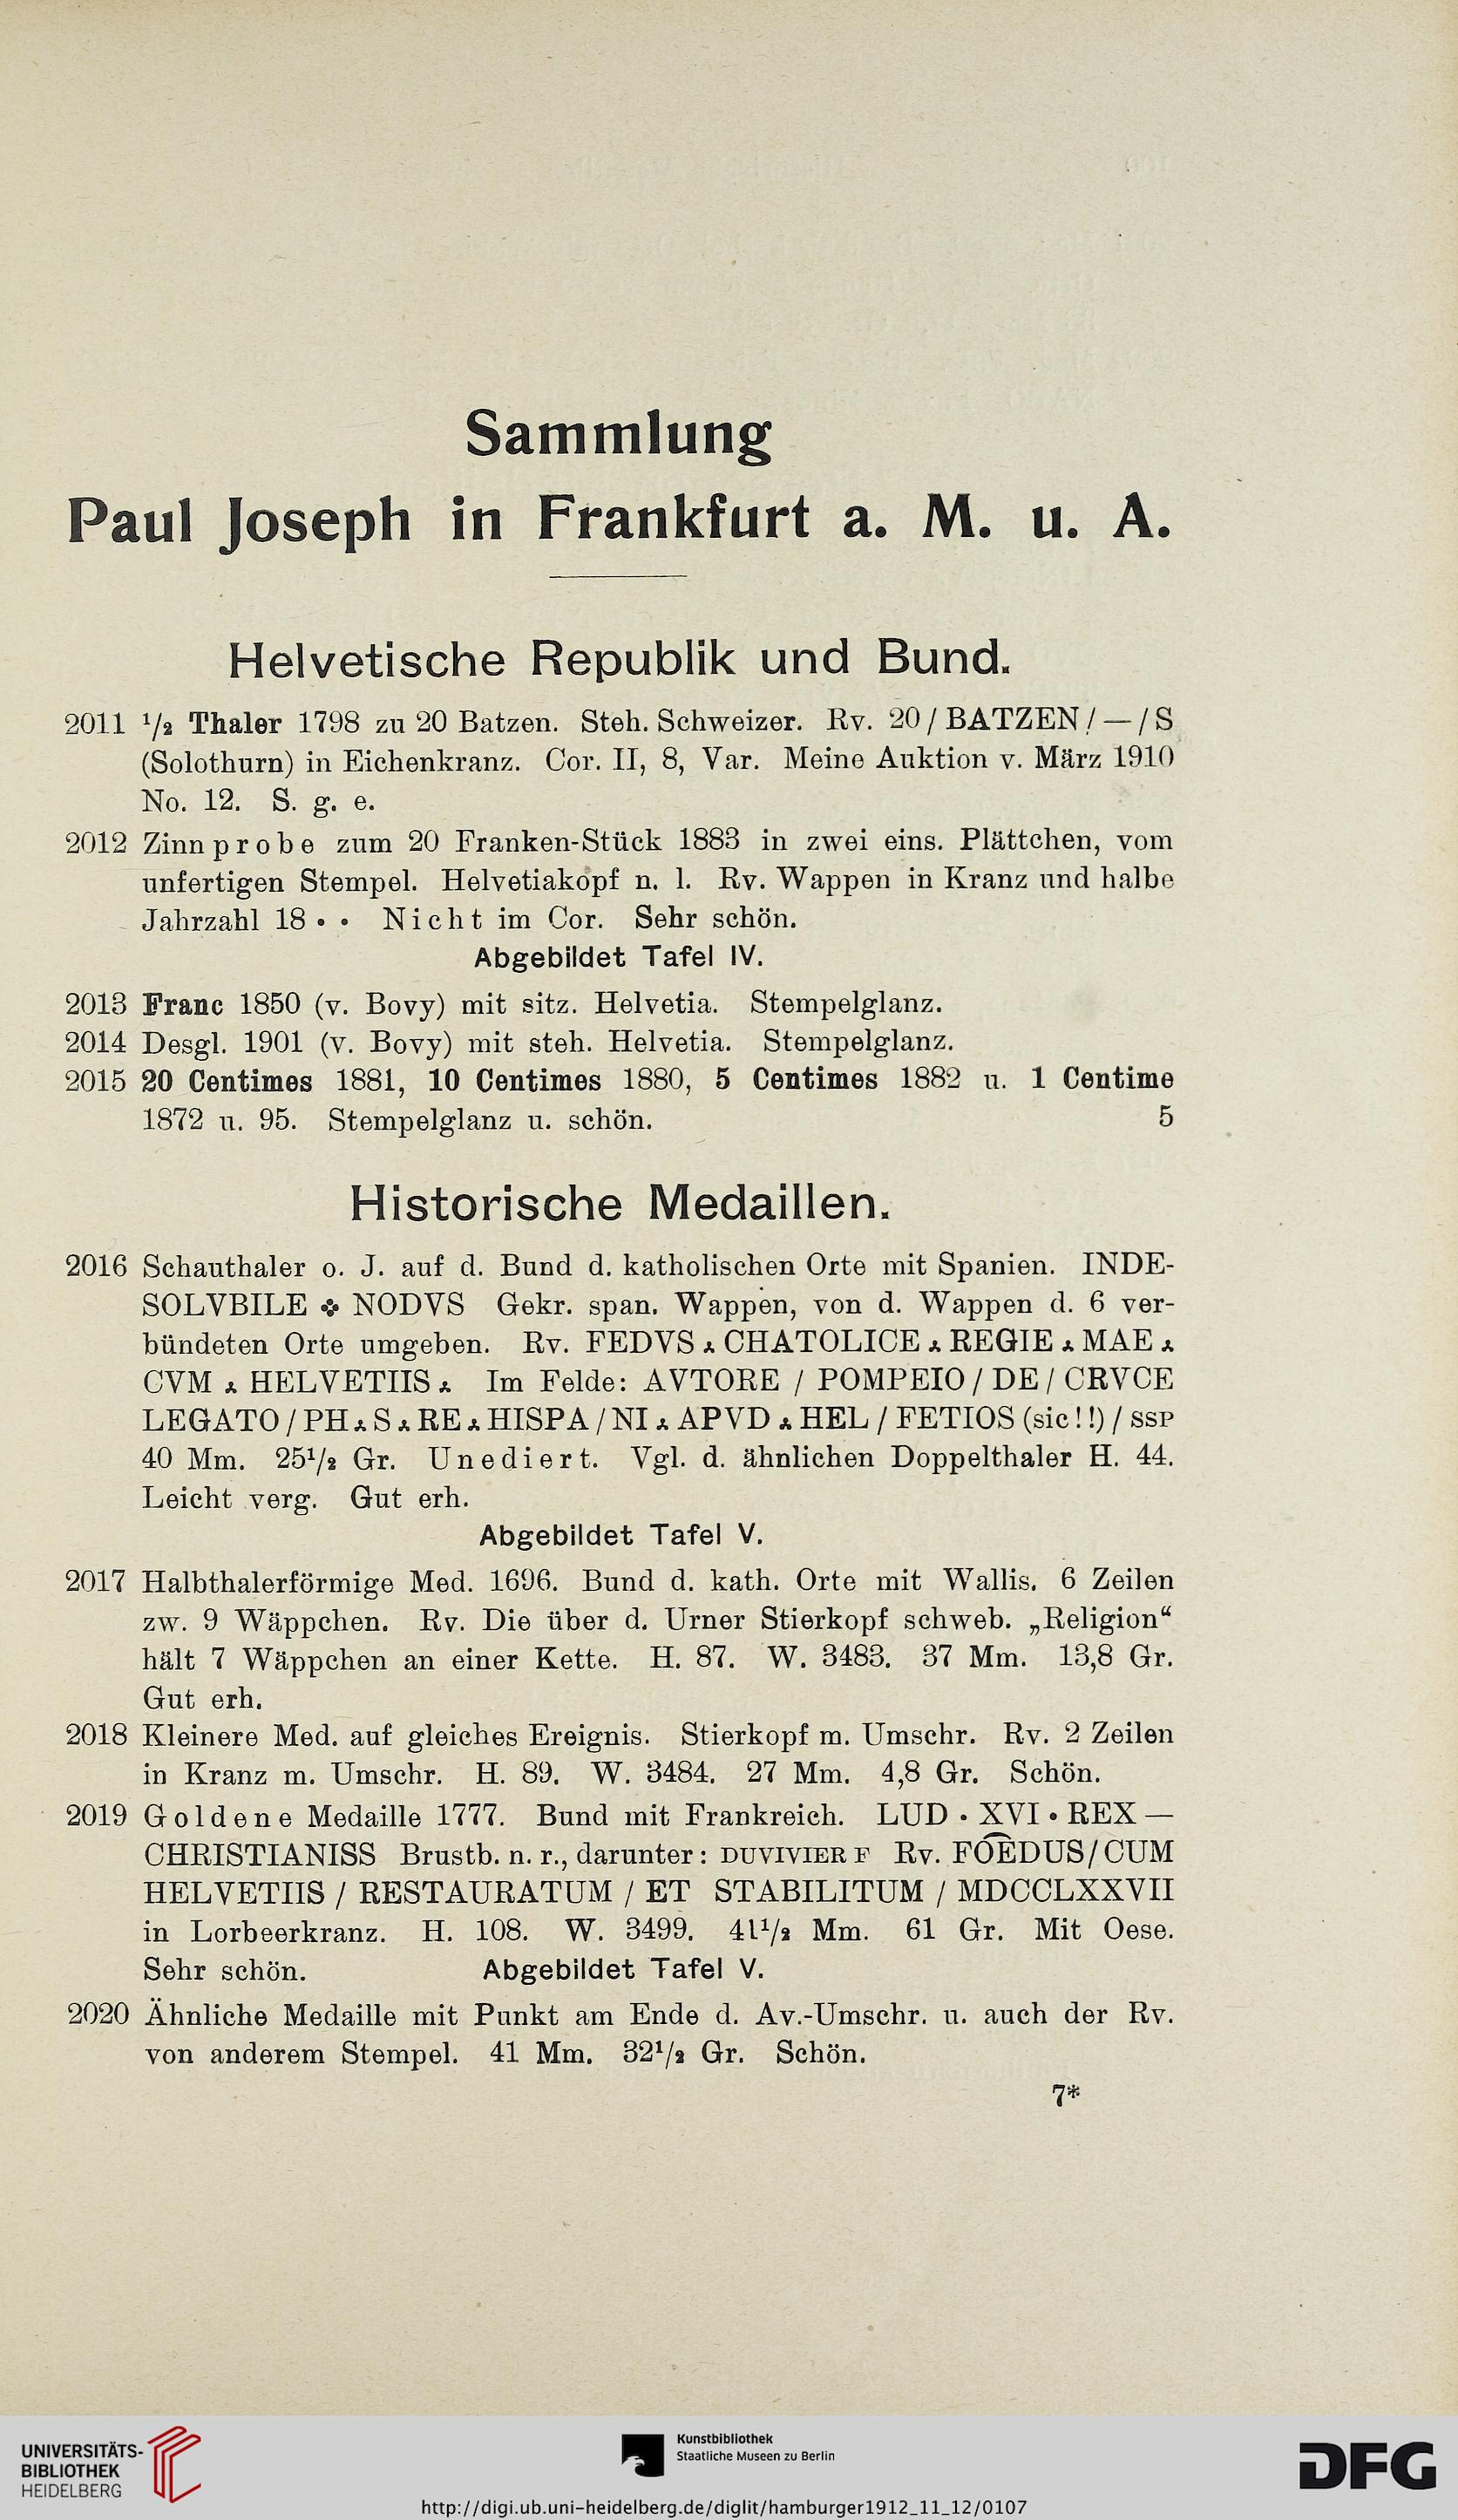 Sammlung
Paul Joseph in Frankfurt a. M. u. A.
Helvetische Republik und Bund.
2011 ¹/₂ Thaler 1798 zu 20 Batzen. Steh. Schweizer. Rv. 20 / BATZEN / — / S
(Solothurn) in Eichenkranz. Cor. II, 8, Var. Meine Auktion v. März 1910
No. 12. S. g. e.
2012 Zinnprobe zum 20 Franken-Stück 1883 in zwei eins. Plättchen, vom
unfertigen Stempel. Helvetiakopf n. l. Rv. Wappen in Kranz und halbe
Jahrzahl 18 • • Nicht im Cor. Sehr schön.
Abgebildet Tafel IV.
2013 Franc 1850 (v. Bovy) mit sitz. Helvetia. Stempelglanz.
2014 Desgl. 1901 (v. Bovy) mit steh. Helvetia. Stempelglanz.
2015 20 Centimes 1881, 10 Centimes 1880, 5 Centimes 1882 u. 1 Centime
1872 u. 95. Stempelglanz u. schön. 5
Historische Medaillen.
2016 Schauthaler o. J. auf d. Bund d. katholischen Orte mit Spanien. INDE-
SOLVBILE ❖ NODVS Gekr. span. Wappen, von d. Wappen d. 6 ver-
bündeten Orte umgeben. Rv. FEDVS ▴ CHATOLICE ▴ REGIE ▴ MAE ▴
CVM ▴ HELVETIIS ▴ Im Felde: AVTORE / POMPEIO / DE / CRVCE
LEGATO / PH ▴ S ▴ RE ▴ HISPA / NI ▴ APVD ▴ HEL / FETIOS (sic!!) / SSP
40 Mm. 25¹/₂ Gr. Unediert. Vgl. d. ähnlichen Doppelthaler H. 44.
Leicht verg. Gut erh.
Abgebildet Tafel V.
2017 Halbthalerförmige Med. 1696. Bund d. kath. Orte mit Wallis. 6 Zeilen
zw. 9 Wäppchen. Rv. Die über d. Urner Stierkopf schweb. „Religion“
hält 7 Wäppchen an einer Kette. H. 87. W. 3483. 37 Mm. 13,8 Gr.
Gut erh.
2018 Kleinere Med. auf gleiches Ereignis. Stierkopf m. Umschr. Rv. 2 Zeilen
in Kranz m. Umschr. H. 89. W. 3484. 27 Mm. 4,8 Gr. Schön.
2019 Goldene Medaille 1777. Bund mit Frankreich. LUD • XVI • REX —
CHRISTIANISS Brustb. n. r., darunter: DUVIVIER F Rv. FO͡EDUS / CUM
HELVETIIS / RESTAURATUM / ET STABILITUM / MDCCLXXVII
in Lorbeerkranz. H. 108. W. 3499. 41¹/₂ Mm. 61 Gr. Mit Oese.
Sehr schön. Abgebildet Tafel V.
2020 Ähnliche Medaille mit Punkt am Ende d. Av.-Umschr. u. auch der Rv.
von anderem Stempel. 41 Mm. 32¹/₂ Gr. Schön.
7*
UNIVERSITÄTS-
BIBLIOTHEK
HEIDELBERG
Kunstbibliothek
Staatliche Museen zu Berlin
DFG
http://digi.ub.uni-heidelberg.de/diglit/hamburger1912_11_12/0107